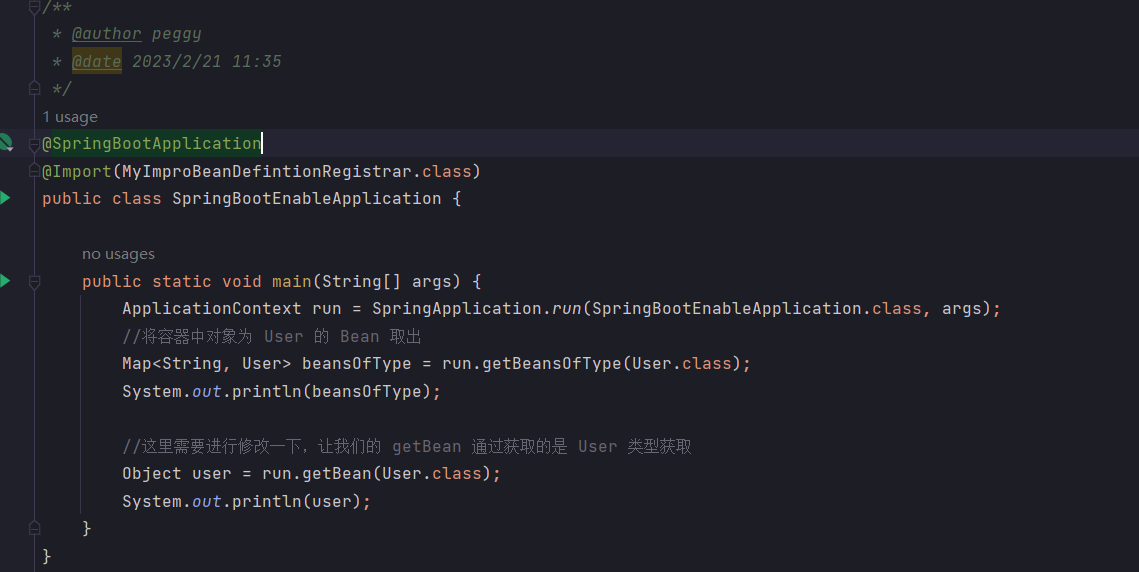 /**
 * @author peggy
 * @date 2023/2/21 11:35
 */
1 usage
@SpringBootApplication
@Import(MyImproBeanDefintionRegistrar.class)
public class SpringBootEnableApplication {
no usages
public static void main(String[] args) {
ApplicationContext run = SpringApplication.run(SpringBootEnableApplication.class, args);
//将容器中对象为 User 的 Bean 取出
Map<String, User> beansOfType = run.getBeansOfType(User.class);
System.out.println(beansOfType);
//这里需要进行修改一下，让我们的 getBean 通过获取的是 User 类型获取
Object user = run.getBean(User.class);
System.out.println(user);
}
}